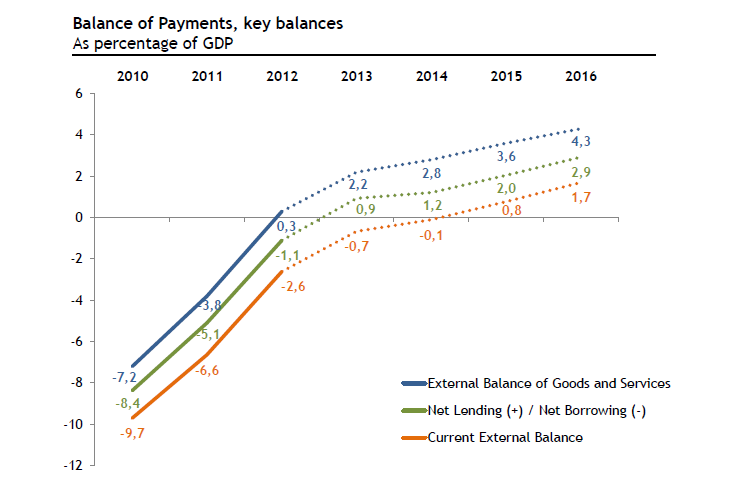 Balance of Payments, key balances
As percentage of GDP
2010 2011 2012 2013 2014 2015 2016
6
4
2
0
-2
-4
-6
-8
-10
-12
-7,2 -3,8 0,3 2,2 2,8 3,6 4,3
-8,4 -5,1 -1,1 0,9 1,2 2,0 2,9
-9,7 -6,6 -2,6 -0,7 -0,1 0,8 1,7
External Balance of Goods and Services
Net Lending (+) / Net Borrowing (-)
Current External Balance